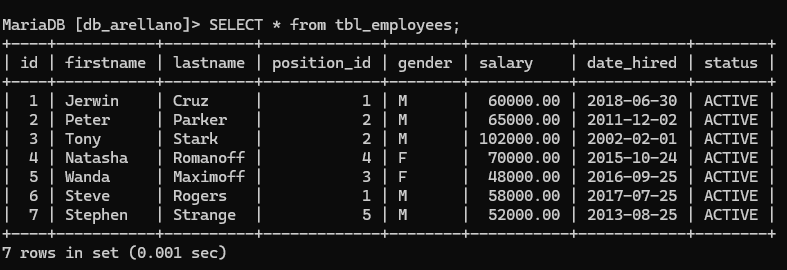 MariaDB [db_arellano]> SELECT * from tbl_employees;
+----+-----------+----------+-------------+--------+-----------+------------+--------+
| id | firstname | lastname | position_id | gender | salary    | date_hired | status |
+----+-----------+----------+-------------+--------+-----------+------------+--------+
|  1 | Jerwin    | Cruz     |           1 | M      |  60000.00 | 2018-06-30 | ACTIVE |
|  2 | Peter     | Parker   |           2 | M      |  65000.00 | 2011-12-02 | ACTIVE |
|  3 | Tony      | Stark    |           2 | M      | 102000.00 | 2002-02-01 | ACTIVE |
|  4 | Natasha   | Romanoff |           4 | F      |  70000.00 | 2015-10-24 | ACTIVE |
|  5 | Wanda     | Maximoff |           3 | F      |  48000.00 | 2016-09-25 | ACTIVE |
|  6 | Steve     | Rogers   |           1 | M      |  58000.00 | 2017-07-25 | ACTIVE |
|  7 | Stephen   | Strange  |           5 | M      |  52000.00 | 2013-08-25 | ACTIVE |
+----+-----------+----------+-------------+--------+-----------+------------+--------+
7 rows in set (0.001 sec)